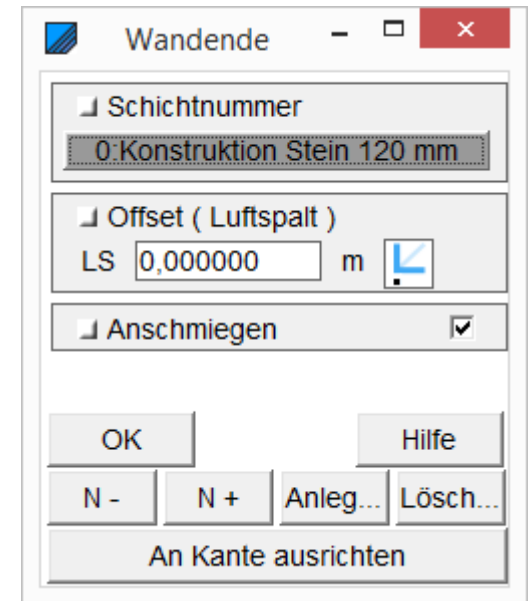 Wandende
Schichtnummer
0:Konstruktion Stein 120 mm
Offset ( Luftspalt )
LS 0,000000 m
Anschmiegen
OK Hilfe
N - N + Anleg... Lösch...
An Kante ausrichten